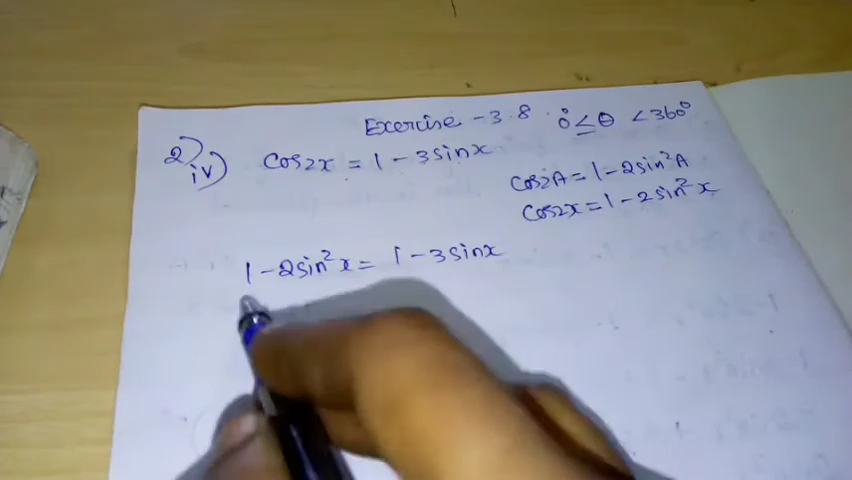 Exercise - 3.8 0° ≤ θ < 360°
2) iv) cos2x = 1 - 3sinx
cos2A = 1 - 2sin²A
cos2x = 1 - 2sin²x
1 - 2sin²x = 1 - 3sinx